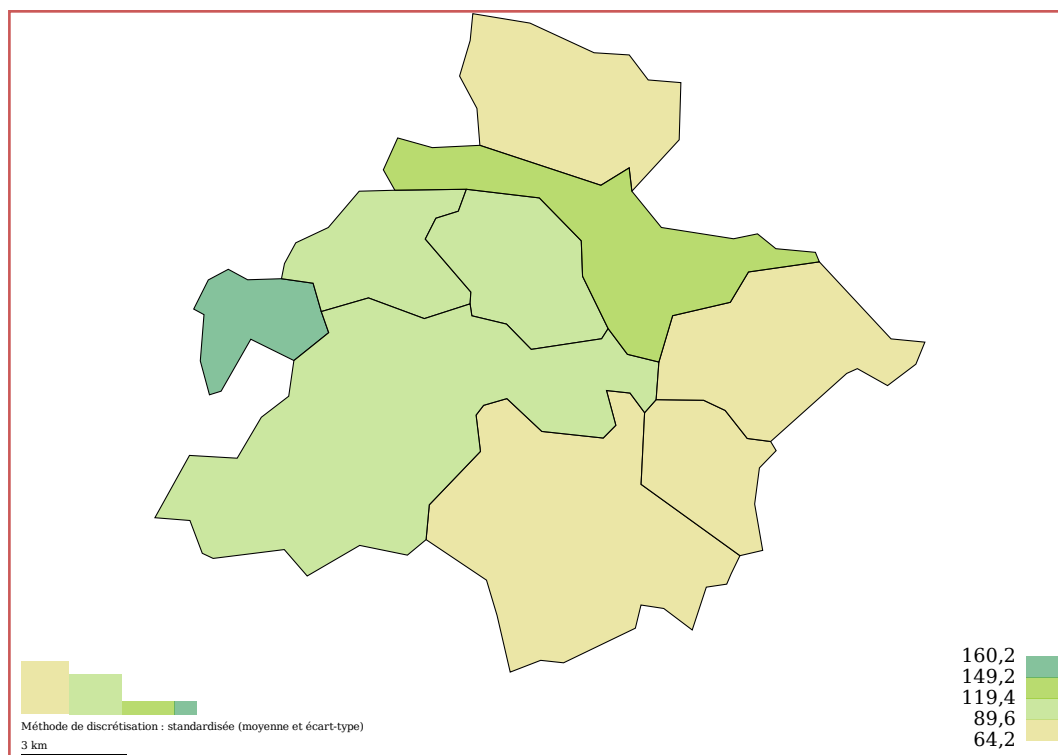 160,2
149,2
119,4
89,6
64,2
Méthode de discrétisation : standardisée (moyenne et écart-type)
3 km